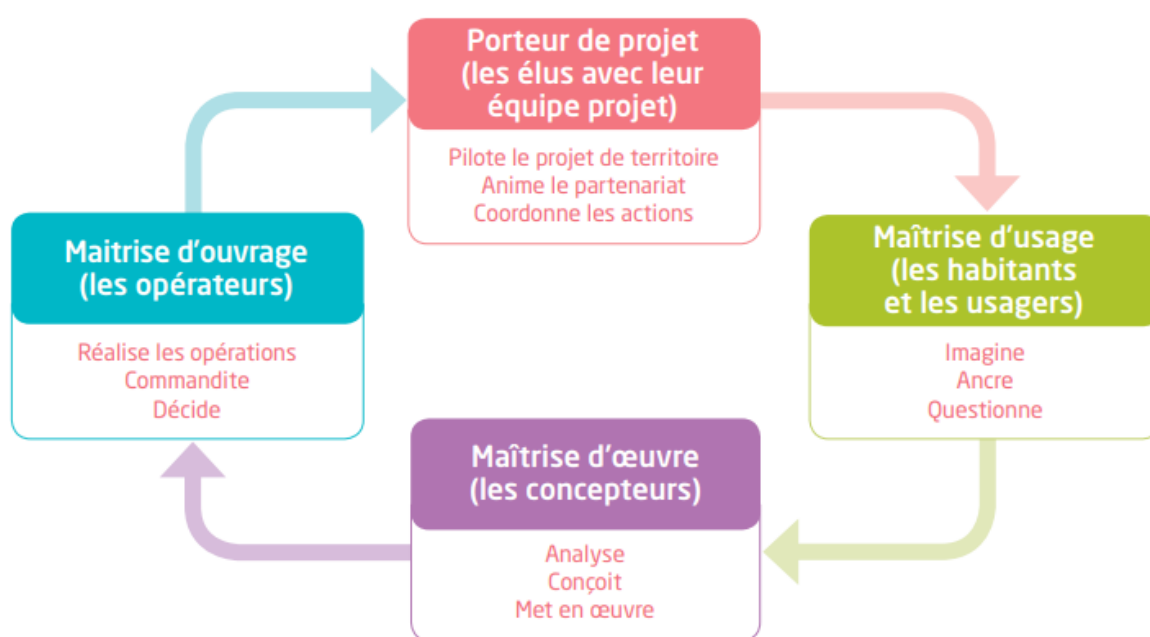 Porteur de projet
(les élus avec leur
équipe projet)
Pilote le projet de territoire
Anime le partenariat
Coordonne les actions
Maîtrise d'usage
(les habitants
et les usagers)
Imagine
Ancre
Questionne
Maîtrise d'œuvre
(les concepteurs)
Analyse
Conçoit
Met en œuvre
Maitrise d'ouvrage
(les opérateurs)
Réalise les opérations
Commandite
Décide